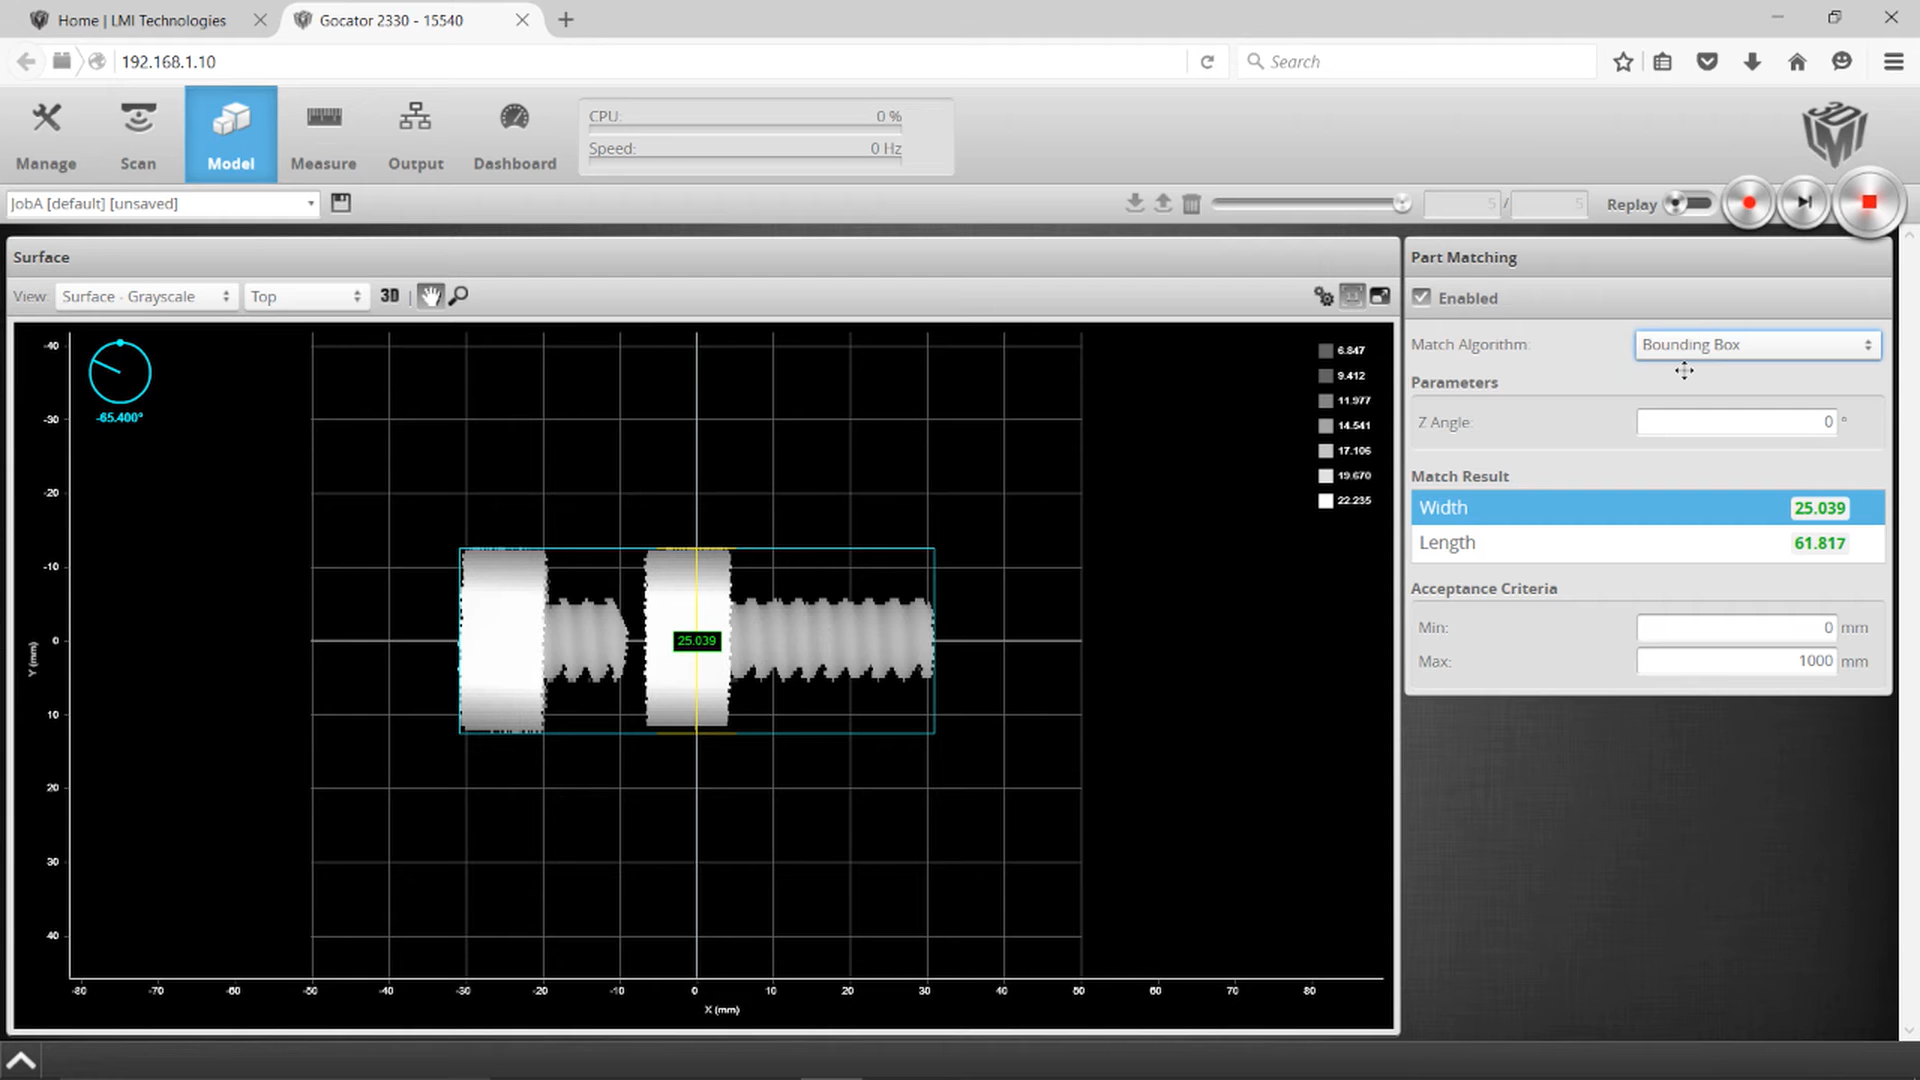 Home | LMI Technologies
Gocator 2330 - 15540
192.168.1.10
Search
Manage
Scan
Model
Measure
Output
Dashboard
CPU: 0 %
Speed: 0 Hz
3D
LM
JobA [default] [unsaved]
5 / 5
Replay
Surface
View: Surface - Grayscale
Top
3D |
-65.400°
6.847
9.412
11.977
14.541
17.106
19.670
22.235
25.039
-40
-30
-20
-10
0
10
20
30
40
Y (mm)
-80 -70 -60 -50 -40 -30 -20 -10 0 10 20 30 40 50 60 70 80
X (mm)
Part Matching
Enabled
Match Algorithm: Bounding Box
Parameters
Z Angle: 0 °
Match Result
Width 25.039
Length 61.817
Acceptance Criteria
Min: 0 mm
Max: 1000 mm